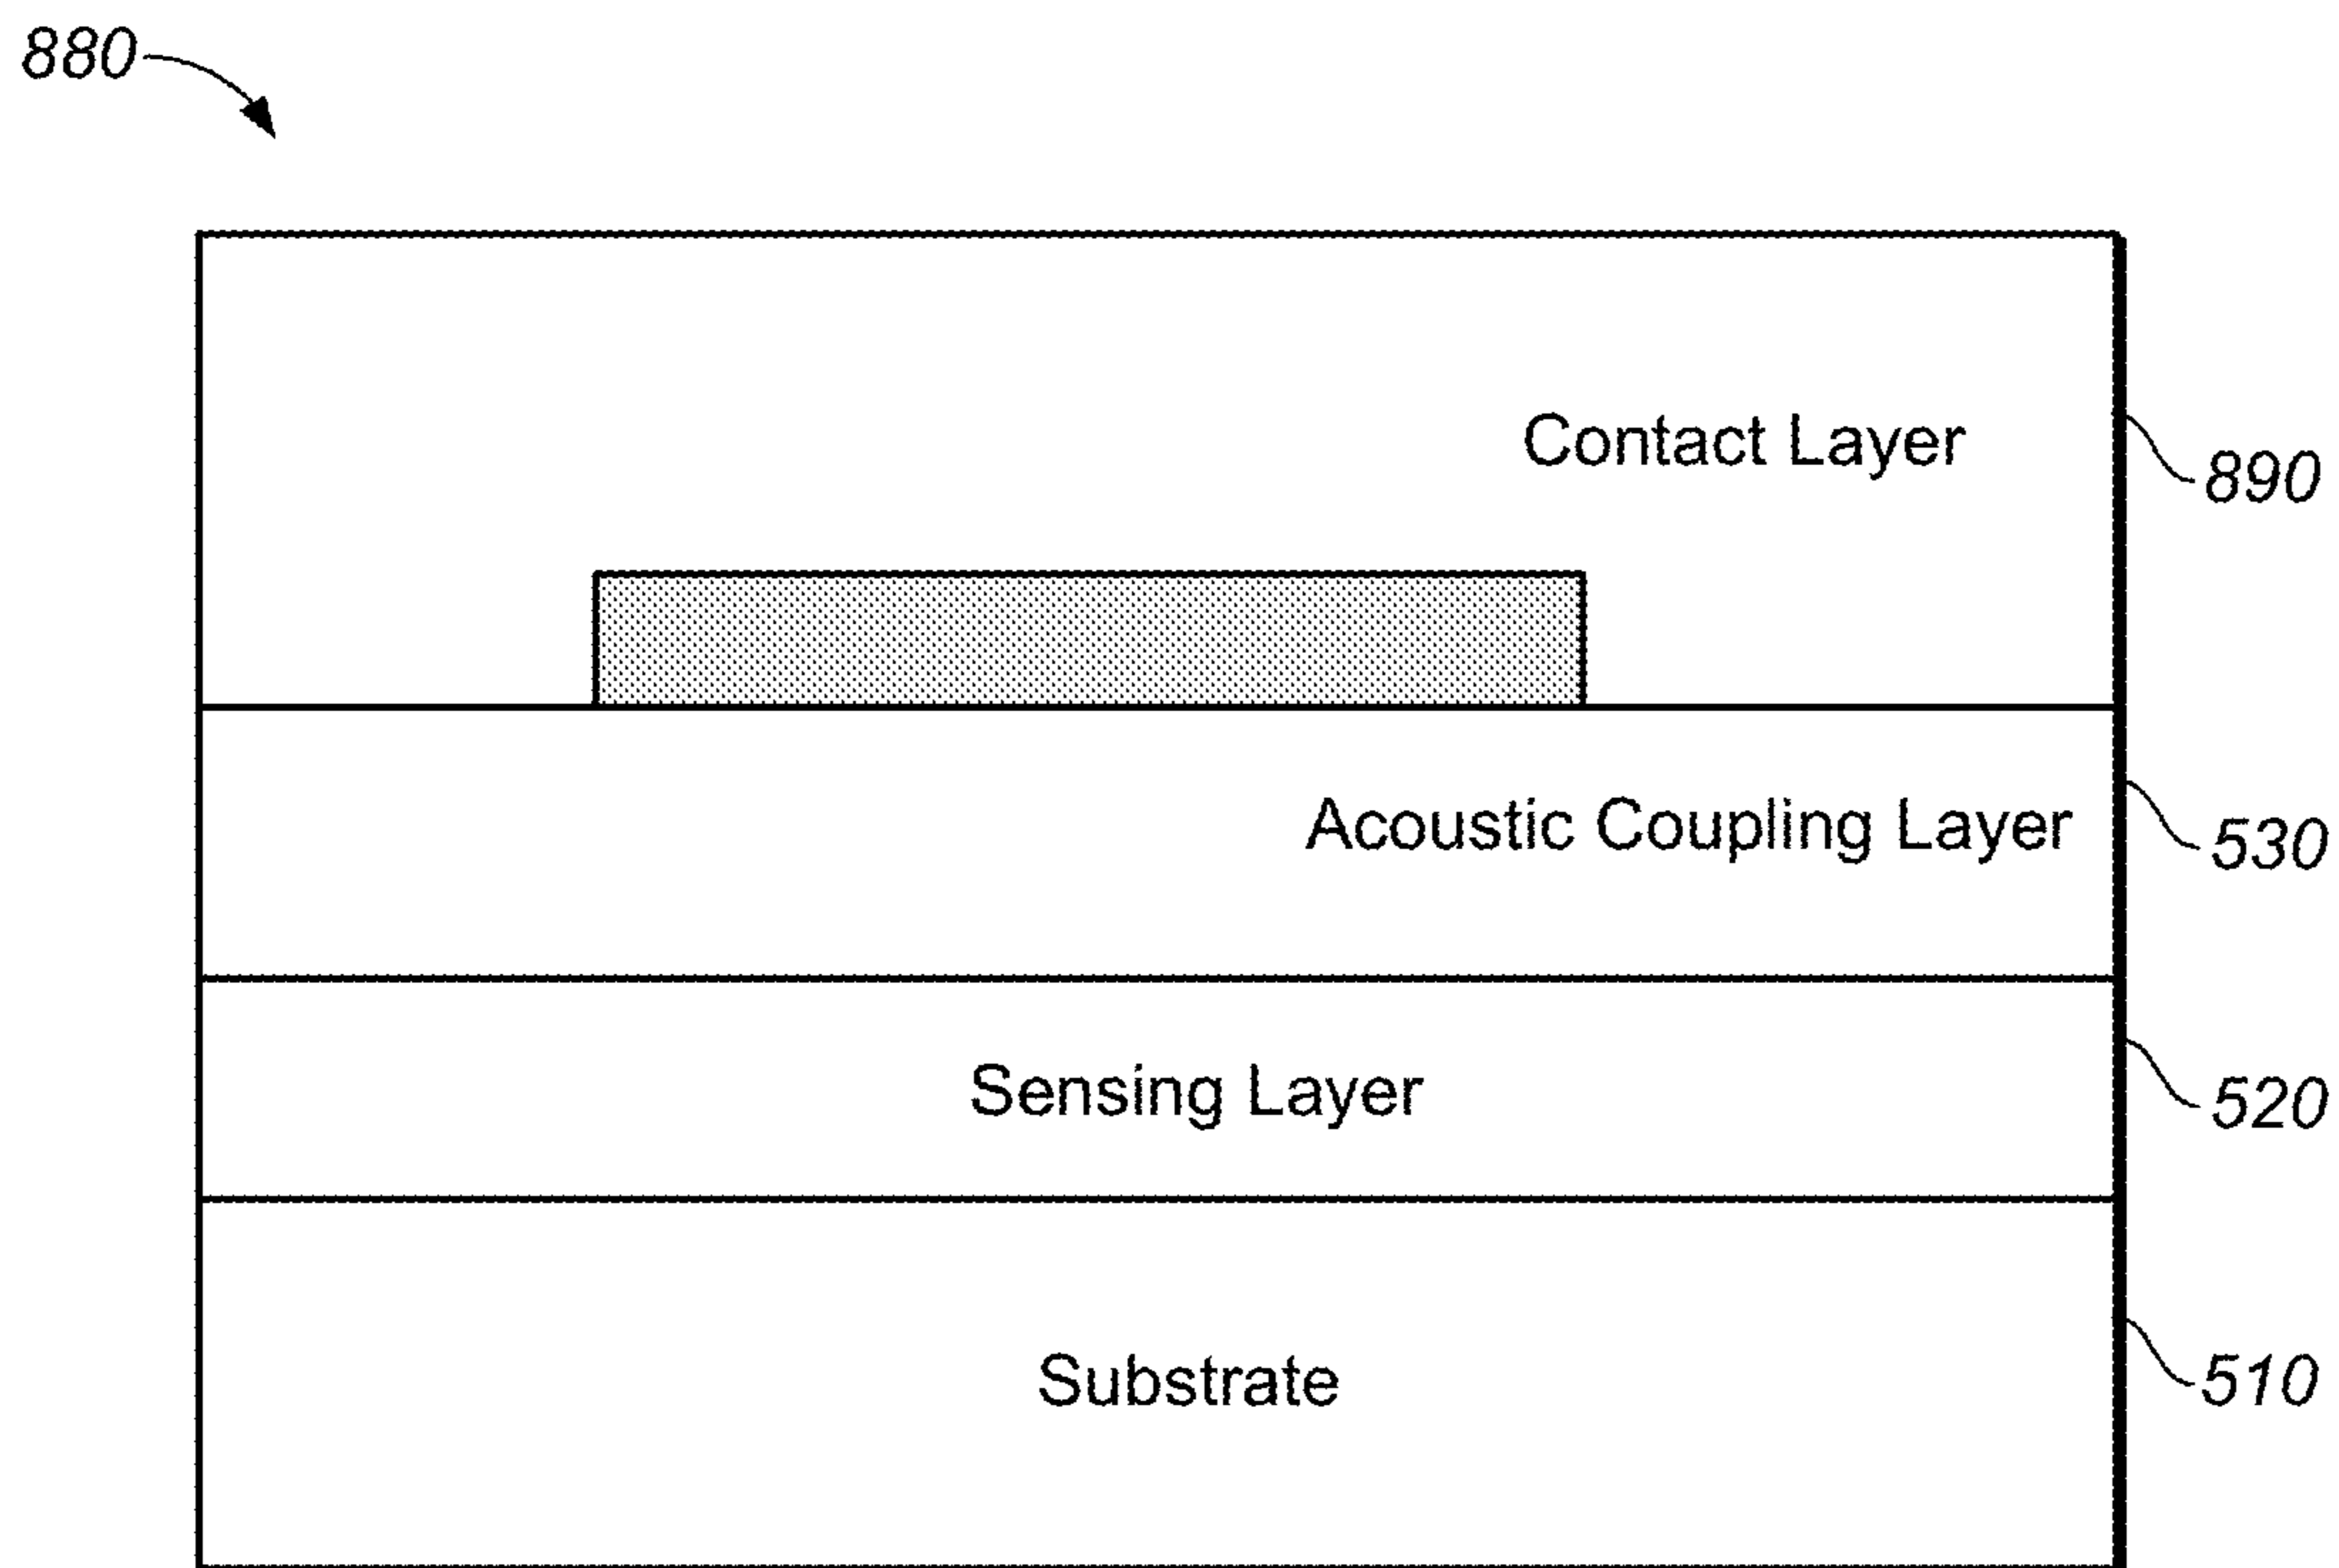 880
Contact Layer
890
Acoustic Coupling Layer
530
Sensing Layer
520
Substrate
510